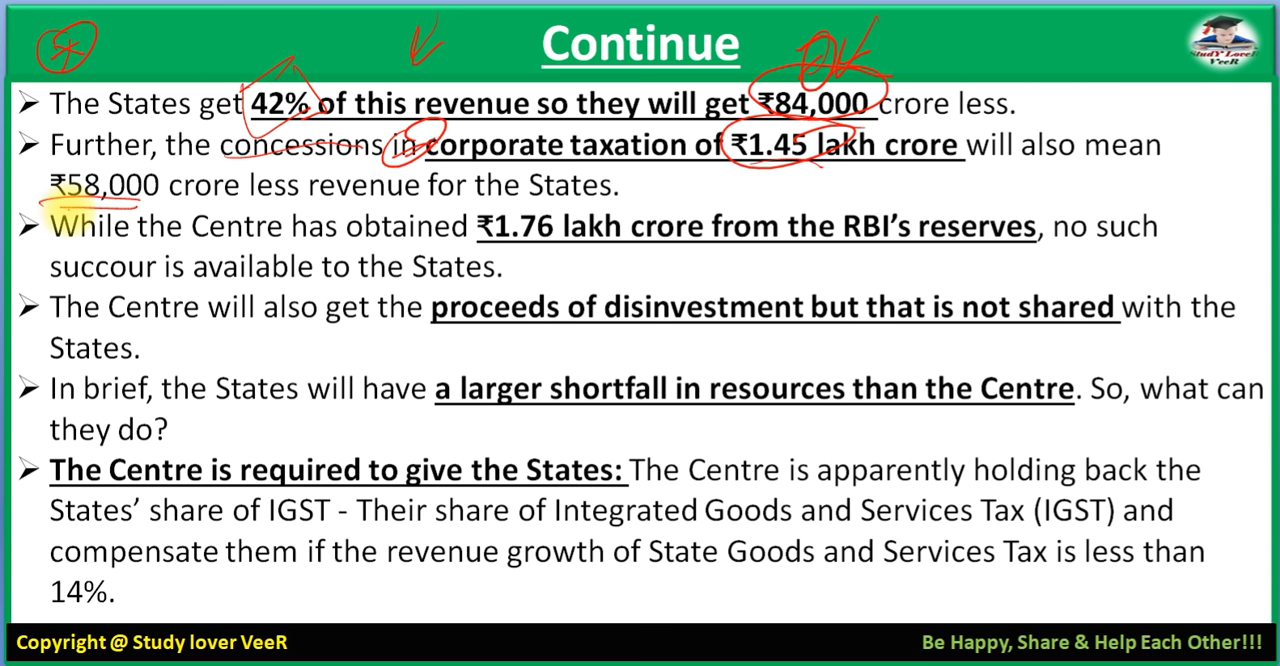 Continue
StudY Lover
VeeR
➢ The States get 42% of this revenue so they will get ₹84,000 crore less.
➢ Further, the concessions in corporate taxation of ₹1.45 lakh crore will also mean
₹58,000 crore less revenue for the States.
➢ While the Centre has obtained ₹1.76 lakh crore from the RBI’s reserves, no such
succour is available to the States.
➢ The Centre will also get the proceeds of disinvestment but that is not shared with the
States.
➢ In brief, the States will have a larger shortfall in resources than the Centre. So, what can
they do?
➢ The Centre is required to give the States: The Centre is apparently holding back the
States’ share of IGST - Their share of Integrated Goods and Services Tax (IGST) and
compensate them if the revenue growth of State Goods and Services Tax is less than
14%.
Copyright @ Study lover VeeR
Be Happy, Share & Help Each Other!!!